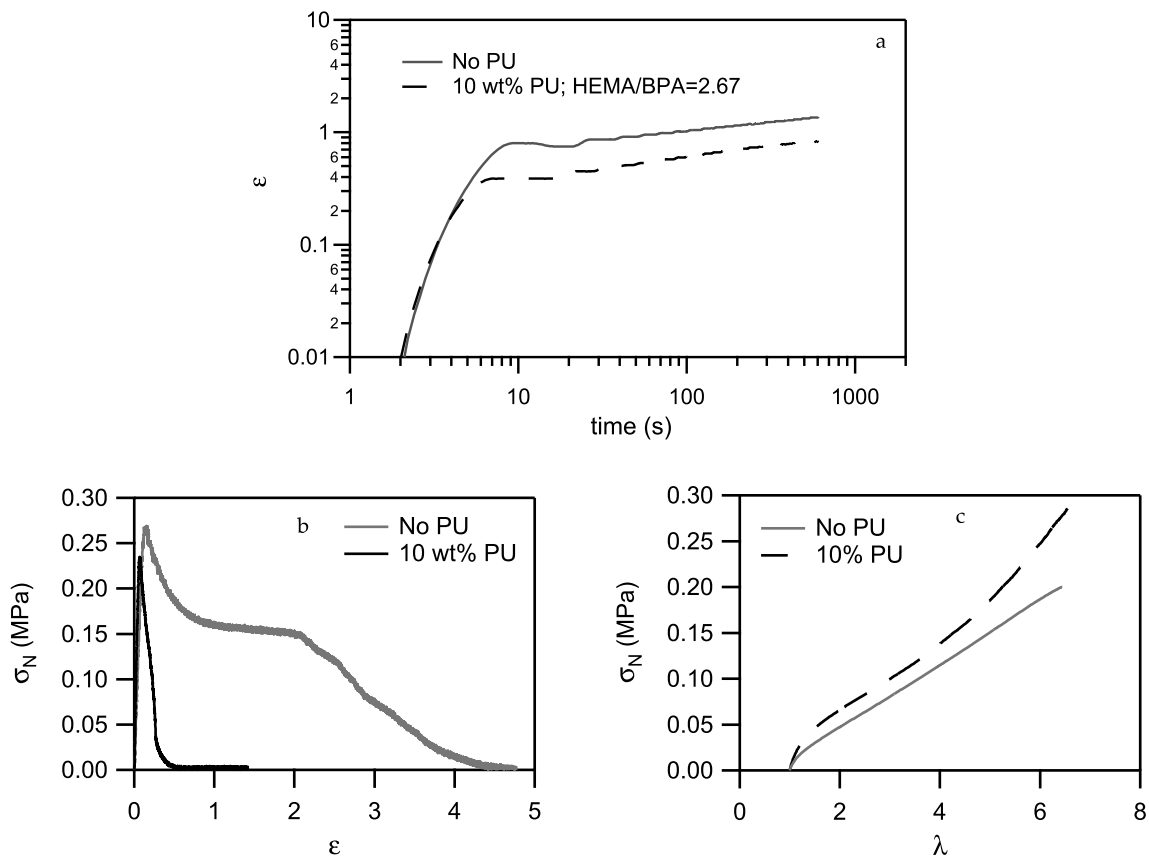 10
6
4
2
1
6
4
2
0.1
6
4
2
0.01
ε
a
No PU
10 wt% PU; HEMA/BPA=2.67
1 10 100 1000
time (s)
0.30
0.25
0.20
0.15
0.10
0.05
0.00
σN (MPa)
b
No PU
10 wt% PU
0 1 2 3 4 5
ε
0.30
0.25
0.20
0.15
0.10
0.05
0.00
σN (MPa)
c
No PU
10% PU
0 2 4 6 8
λ